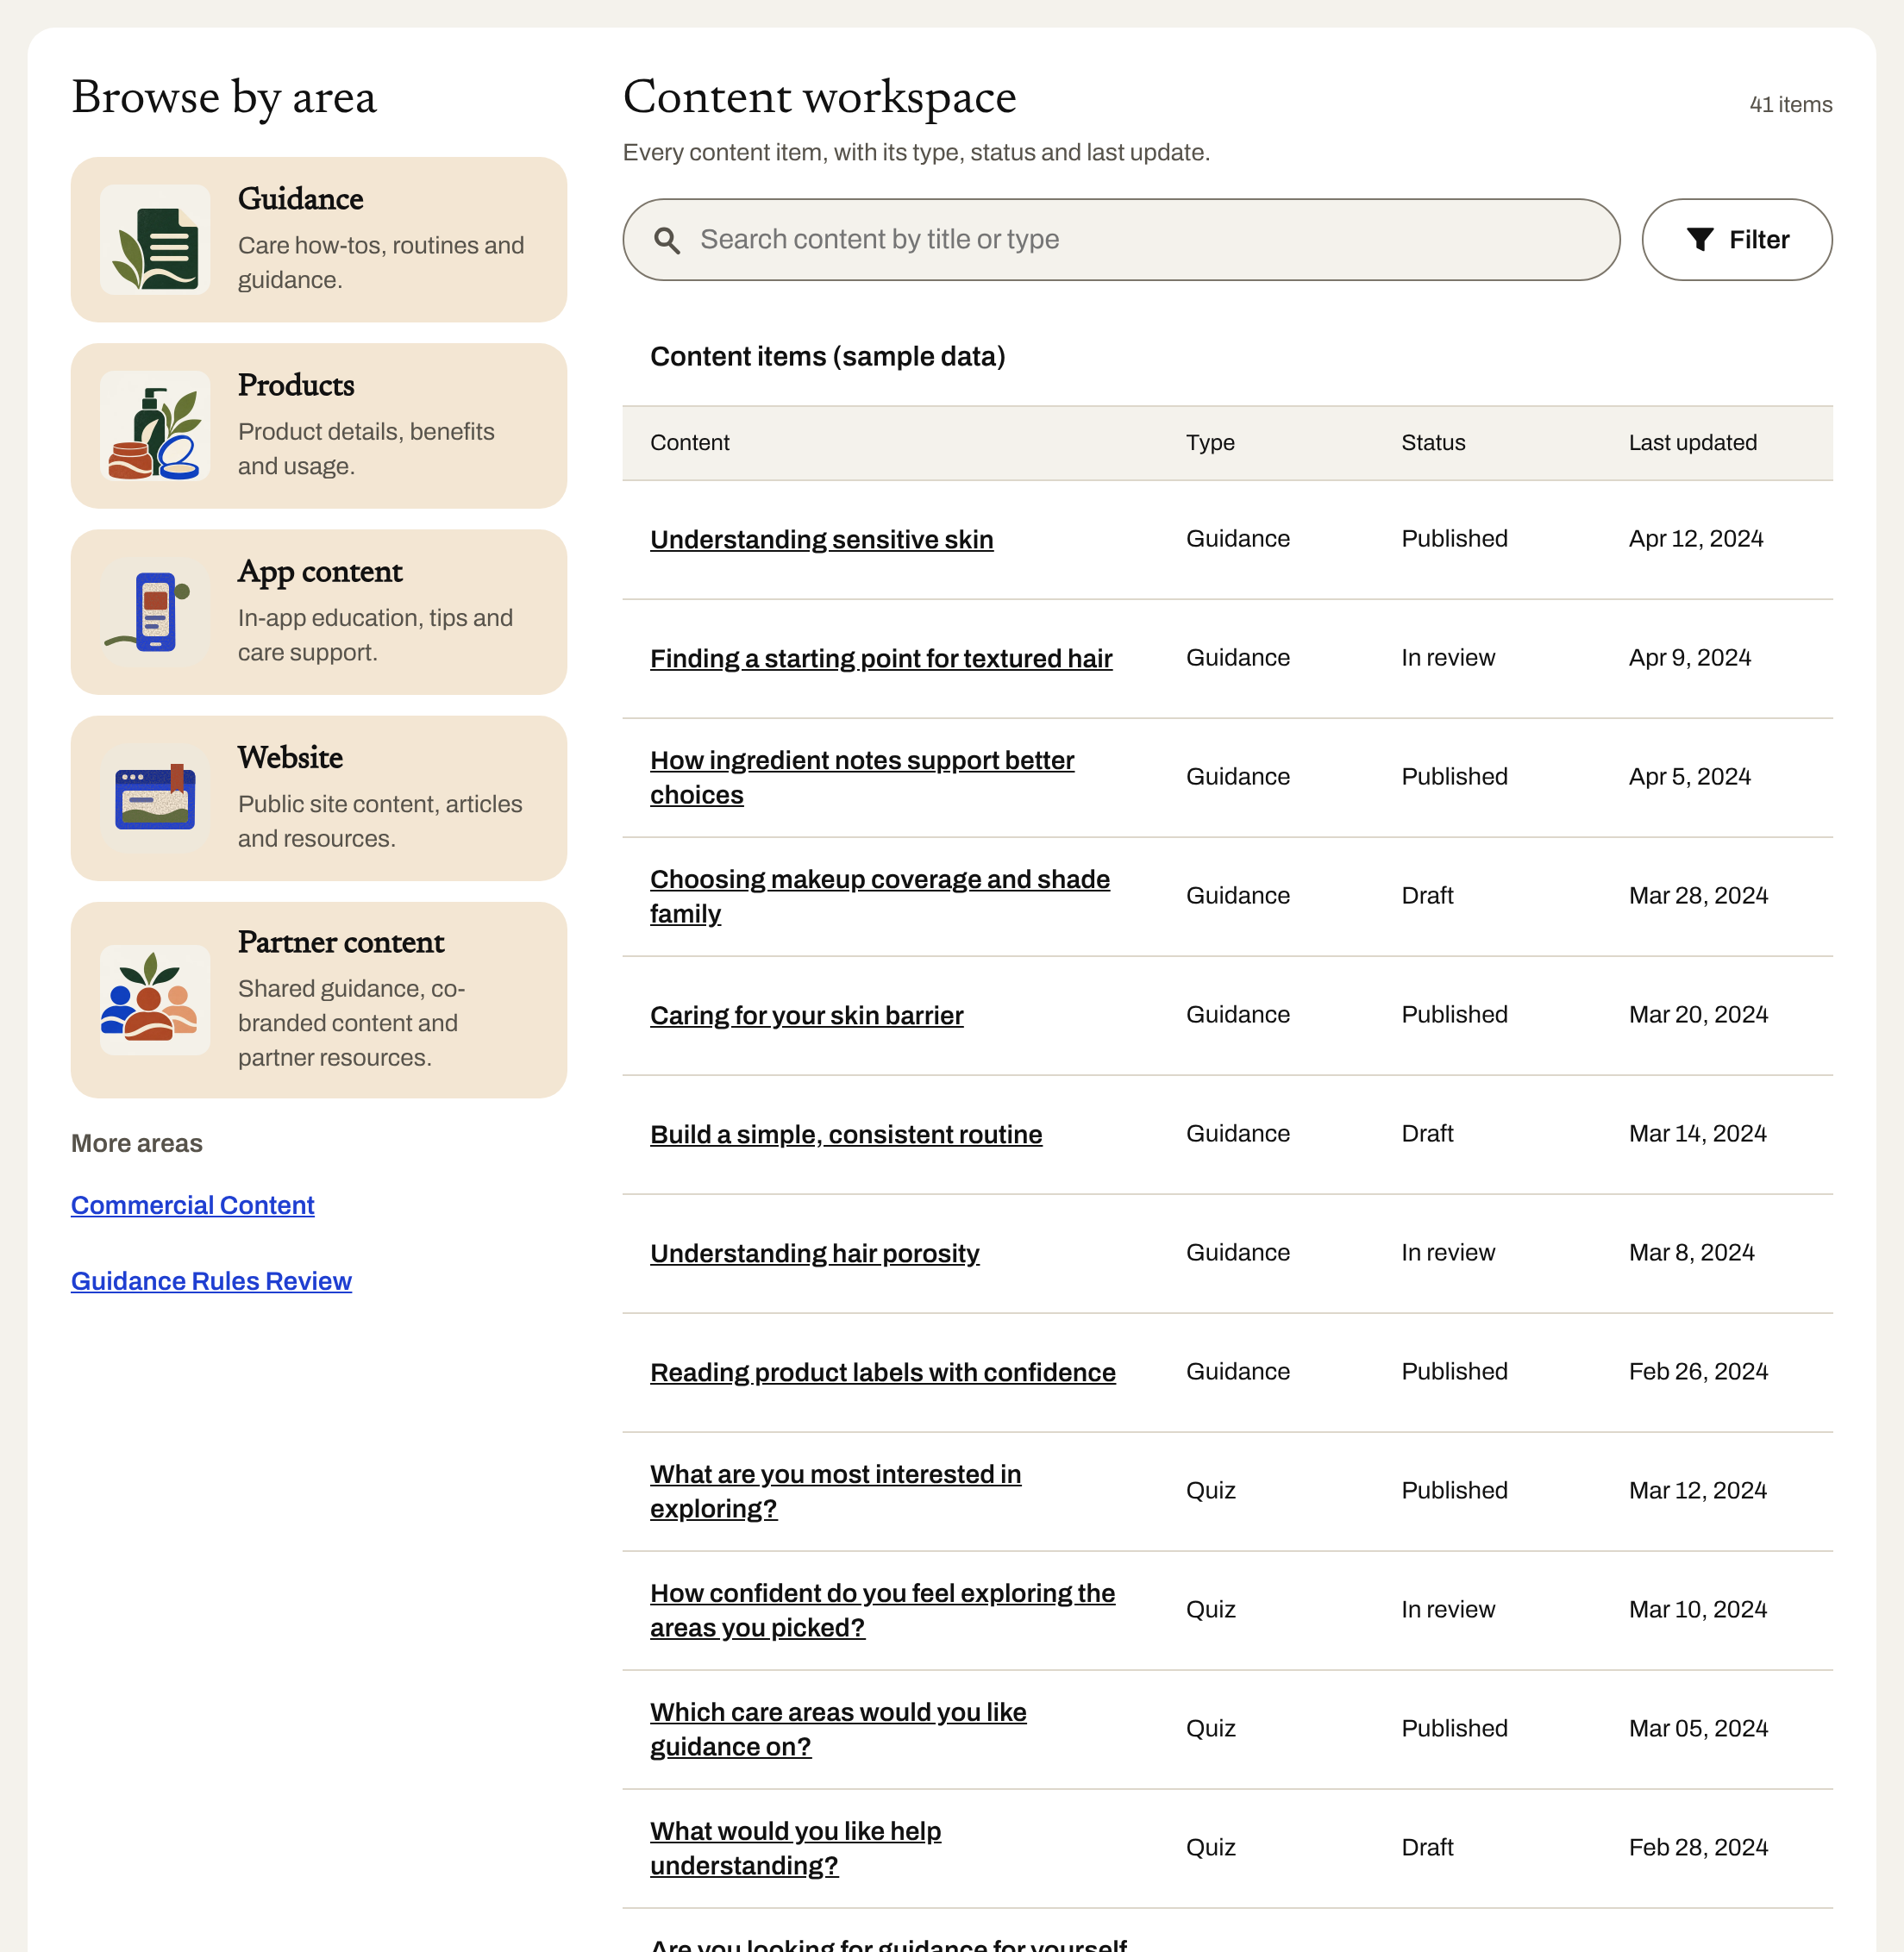 Browse by area
Guidance
Care how-tos, routines and
guidance.
Products
Product details, benefits
and usage.
App content
In-app education, tips and
care support.
Website
Public site content, articles
and resources.
Partner content
Shared guidance, co-
branded content and
partner resources.
More areas
Commercial Content
Guidance Rules Review
Content workspace
41 items
Every content item, with its type, status and last update.
Search content by title or type
Filter
Content items (sample data)
Content Type Status Last updated
Understanding sensitive skin Guidance Published Apr 12, 2024
Finding a starting point for textured hair Guidance In review Apr 9, 2024
How ingredient notes support better
choices
Guidance Published Apr 5, 2024
Choosing makeup coverage and shade
family
Guidance Draft Mar 28, 2024
Caring for your skin barrier Guidance Published Mar 20, 2024
Build a simple, consistent routine Guidance Draft Mar 14, 2024
Understanding hair porosity Guidance In review Mar 8, 2024
Reading product labels with confidence Guidance Published Feb 26, 2024
What are you most interested in
exploring?
Quiz Published Mar 12, 2024
How confident do you feel exploring the
areas you picked?
Quiz In review Mar 10, 2024
Which care areas would you like
guidance on?
Quiz Published Mar 05, 2024
What would you like help
understanding?
Quiz Draft Feb 28, 2024
Are you looking for guidance for yourself